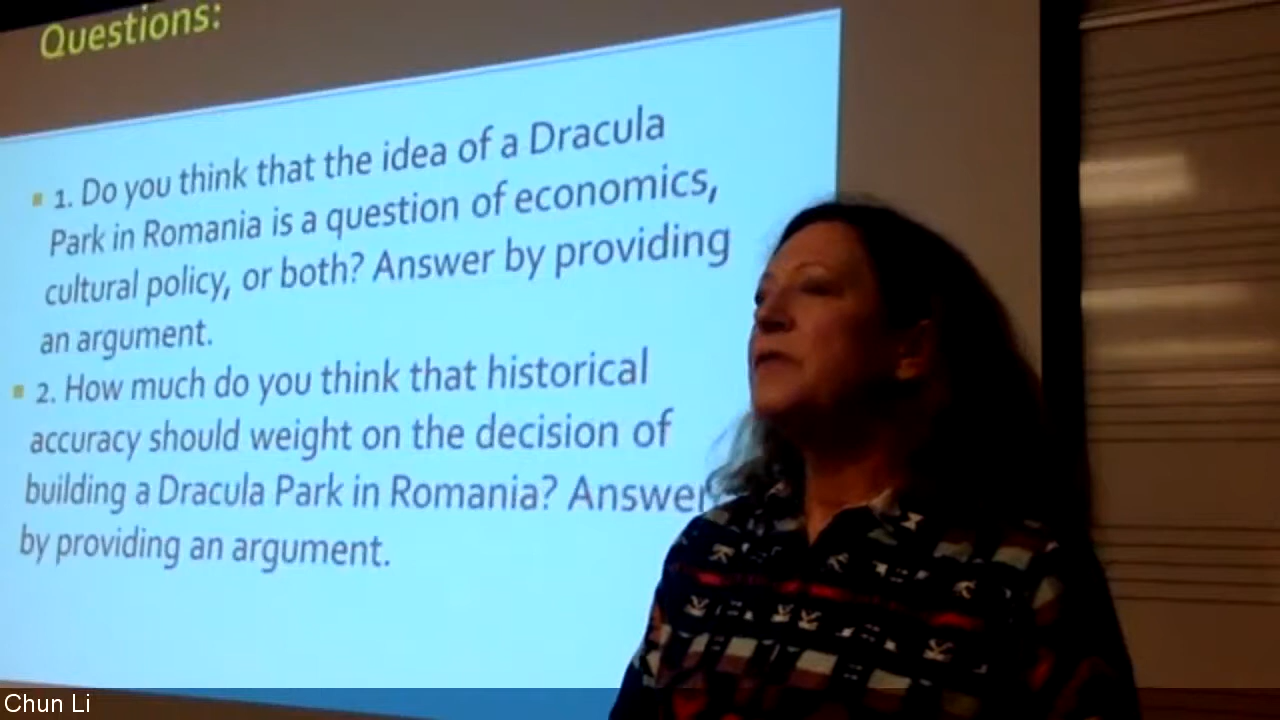 Questions:
▪ 1. Do you think that the idea of a Dracula
Park in Romania is a question of economics,
cultural policy, or both? Answer by providing
an argument.
▪ 2. How much do you think that historical
accuracy should weight on the decision of
building a Dracula Park in Romania? Answer
by providing an argument.
Chun Li